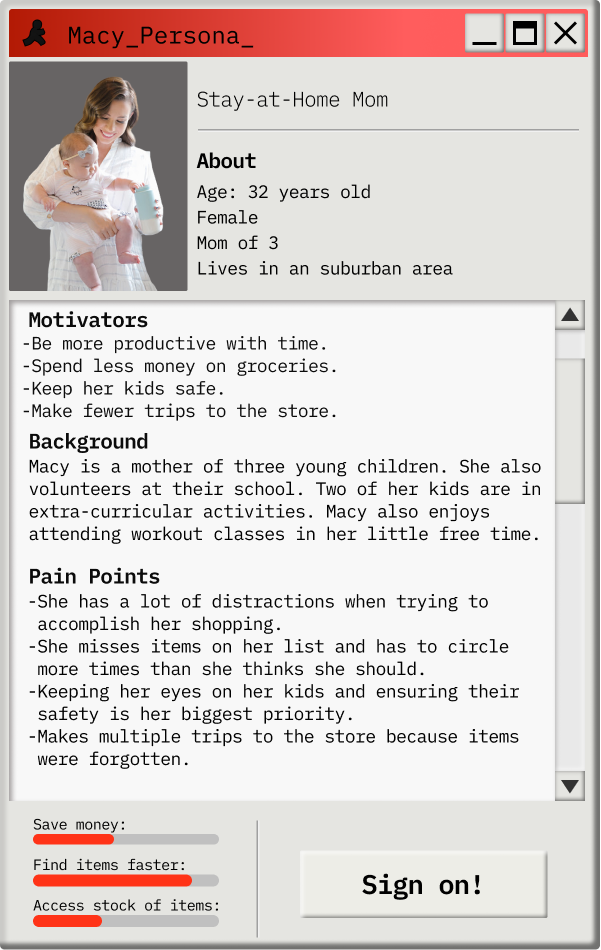 Macy_Persona_
Stay-at-Home Mom
About
Age: 32 years old
Female
Mom of 3
Lives in an suburban area
Motivators
-Be more productive with time.
-Spend less money on groceries.
-Keep her kids safe.
-Make fewer trips to the store.
Background
Macy is a mother of three young children. She also
volunteers at their school. Two of her kids are in
extra-curricular activities. Macy also enjoys
attending workout classes in her little free time.
Pain Points
-She has a lot of distractions when trying to
accomplish her shopping.
-She misses items on her list and has to circle
more times than she thinks she should.
-Keeping her eyes on her kids and ensuring their
safety is her biggest priority.
-Makes multiple trips to the store because items
were forgotten.
Save money:
Find items faster:
Access stock of items:
Sign on!